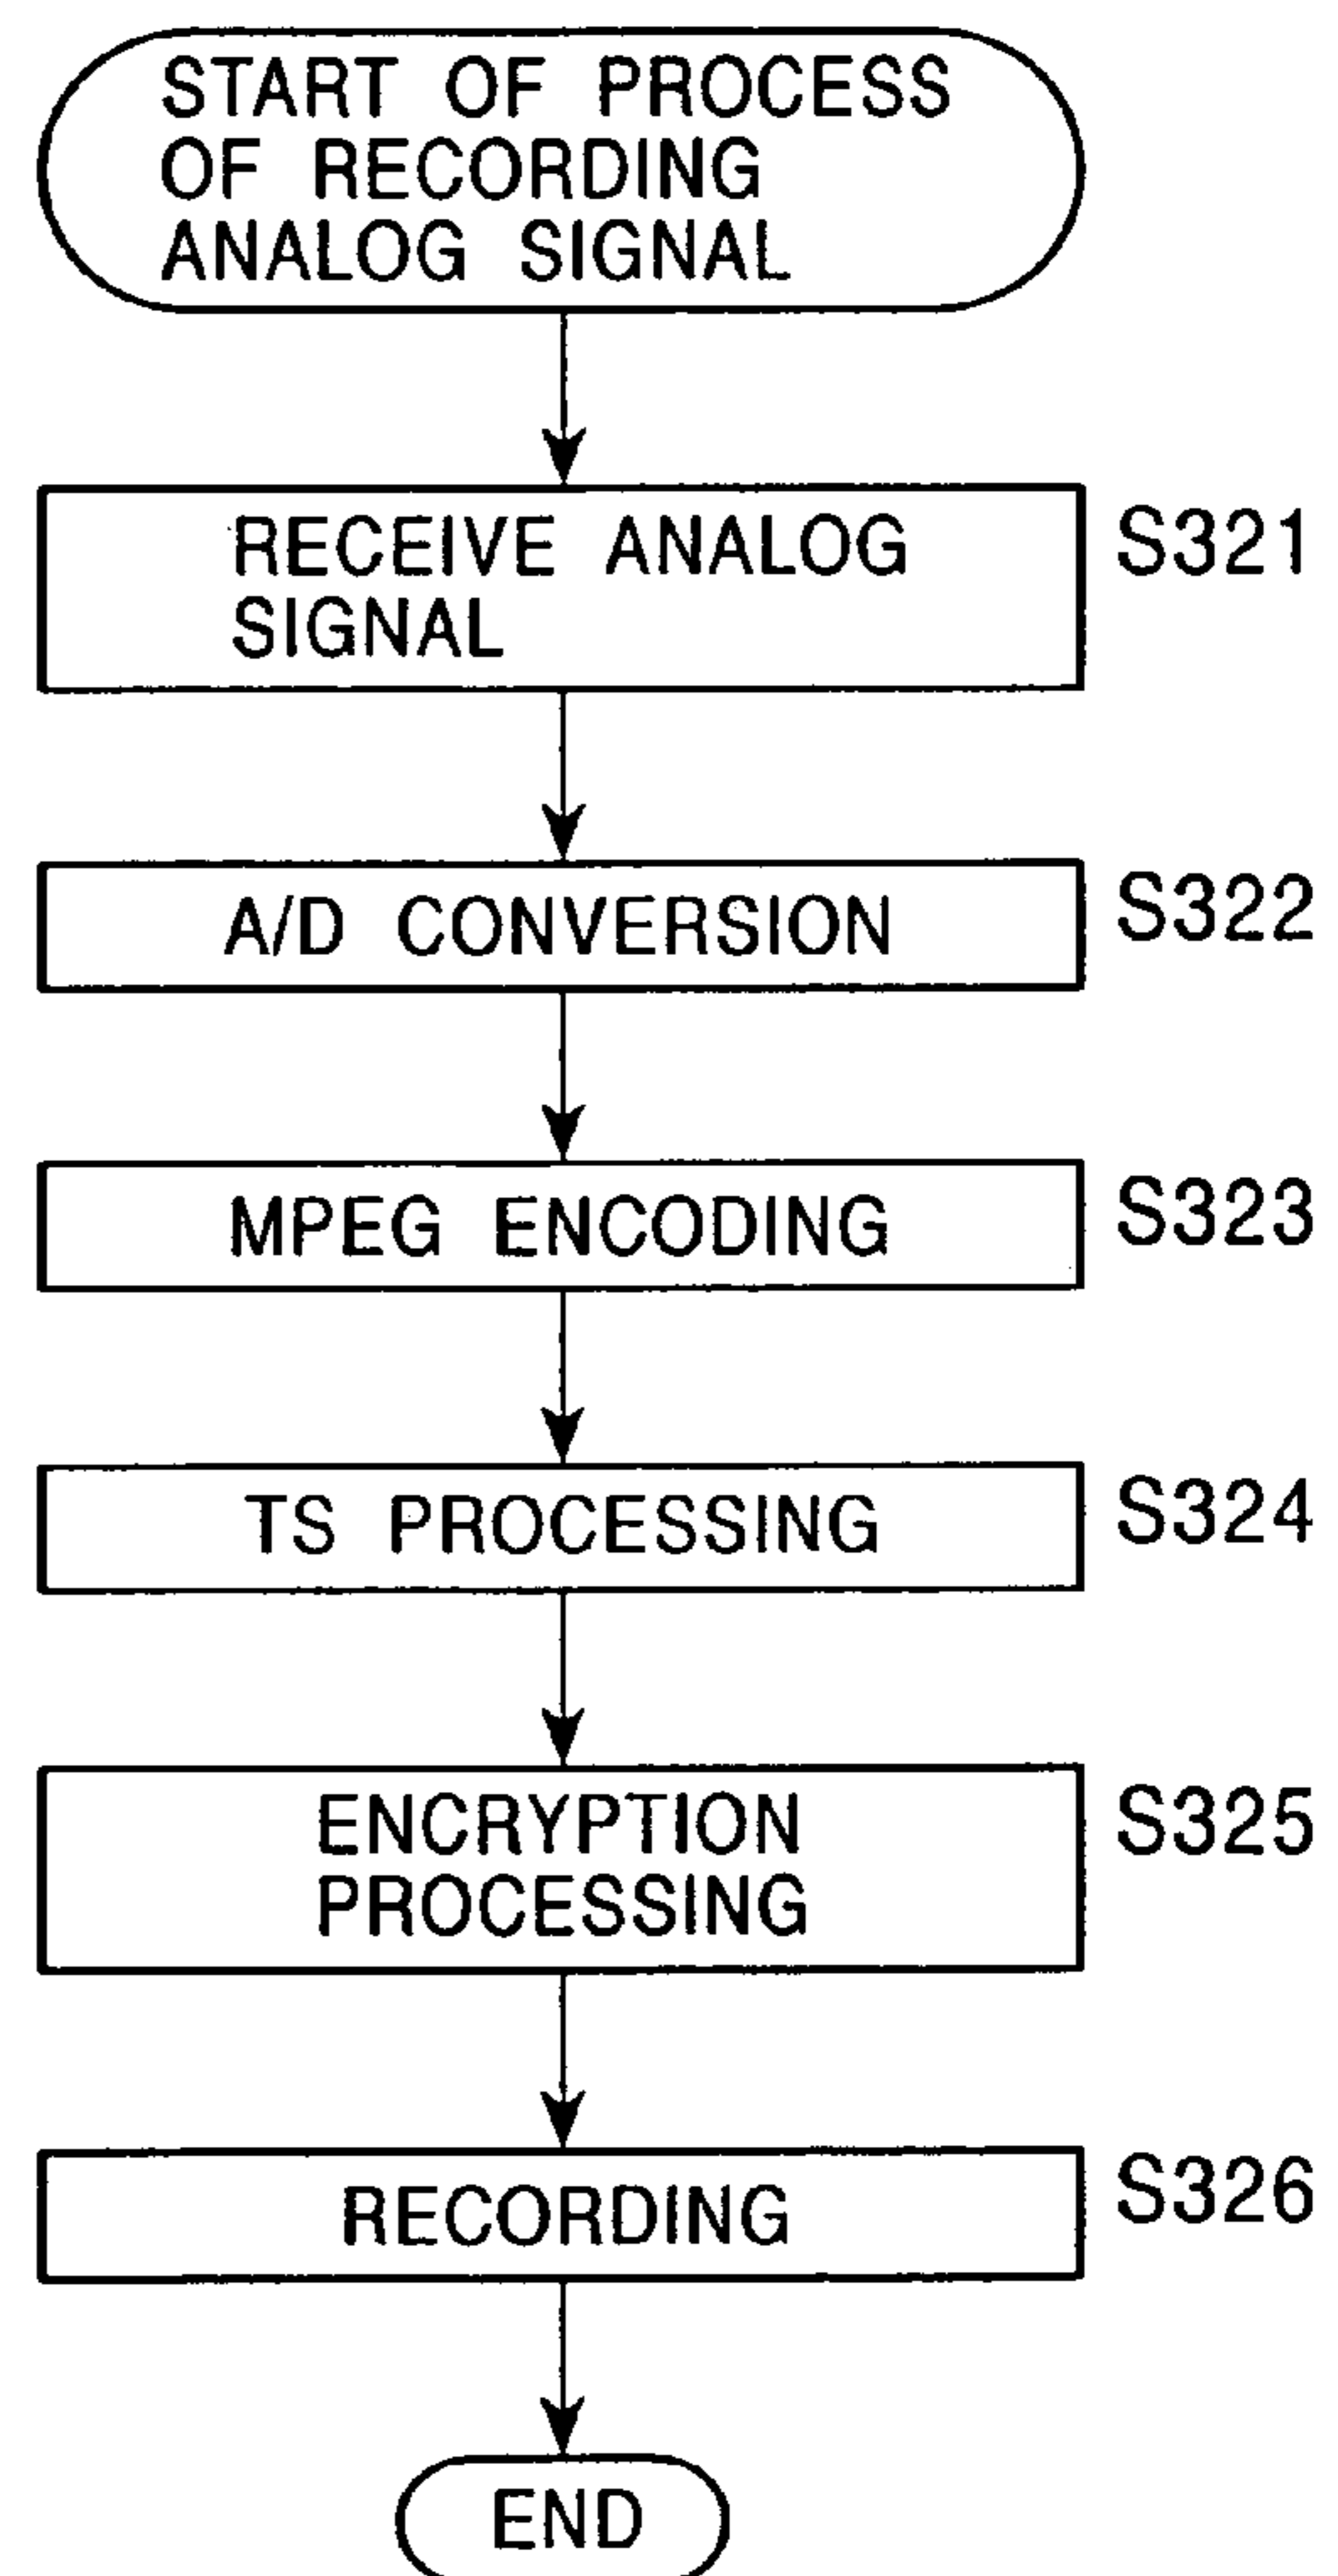 START OF PROCESS
OF RECORDING
ANALOG SIGNAL
RECEIVE ANALOG
SIGNAL
S321
A/D CONVERSION
S322
MPEG ENCODING
S323
TS PROCESSING
S324
ENCRYPTION
PROCESSING
S325
RECORDING
S326
END